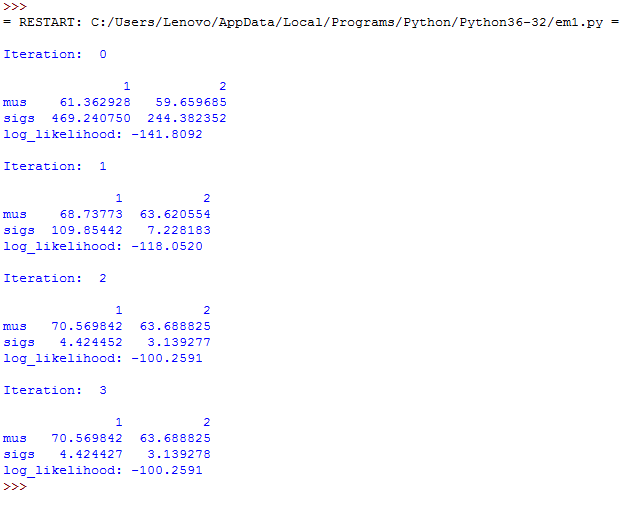 >>>
= RESTART: C:/Users/Lenovo/AppData/Local/Programs/Python/Python36-32/em1.py =
Iteration:  0
1           2
mus    61.362928   59.659685
sigs  469.240750  244.382352
log_likelihood: -141.8092
Iteration:  1
1          2
mus    68.73773  63.620554
sigs  109.85442   7.228183
log_likelihood: -118.0520
Iteration:  2
1          2
mus   70.569842  63.688825
sigs   4.424452   3.139277
log_likelihood: -100.2591
Iteration:  3
1          2
mus   70.569842  63.688825
sigs   4.424427   3.139278
log_likelihood: -100.2591
>>>